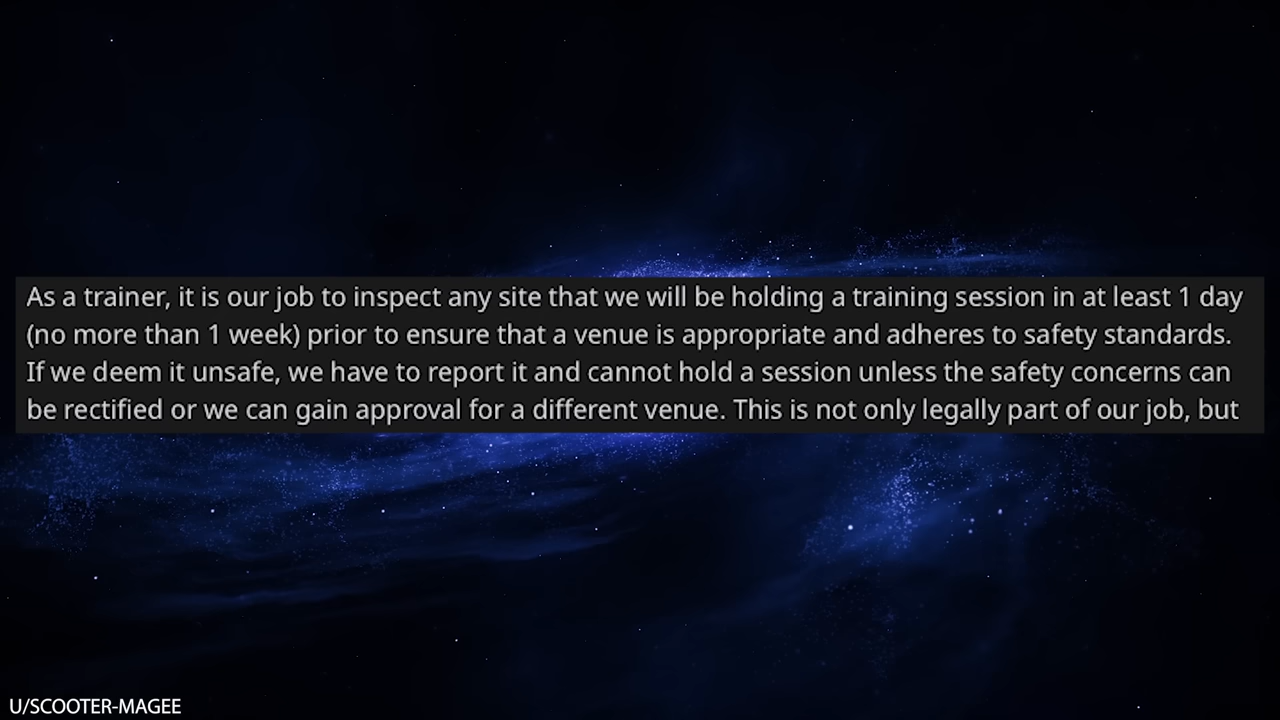 As a trainer, it is our job to inspect any site that we will be holding a training session in at least 1 day
(no more than 1 week) prior to ensure that a venue is appropriate and adheres to safety standards.
If we deem it unsafe, we have to report it and cannot hold a session unless the safety concerns can
be rectified or we can gain approval for a different venue. This is not only legally part of our job, but
U/SCOOTER-MAGEE